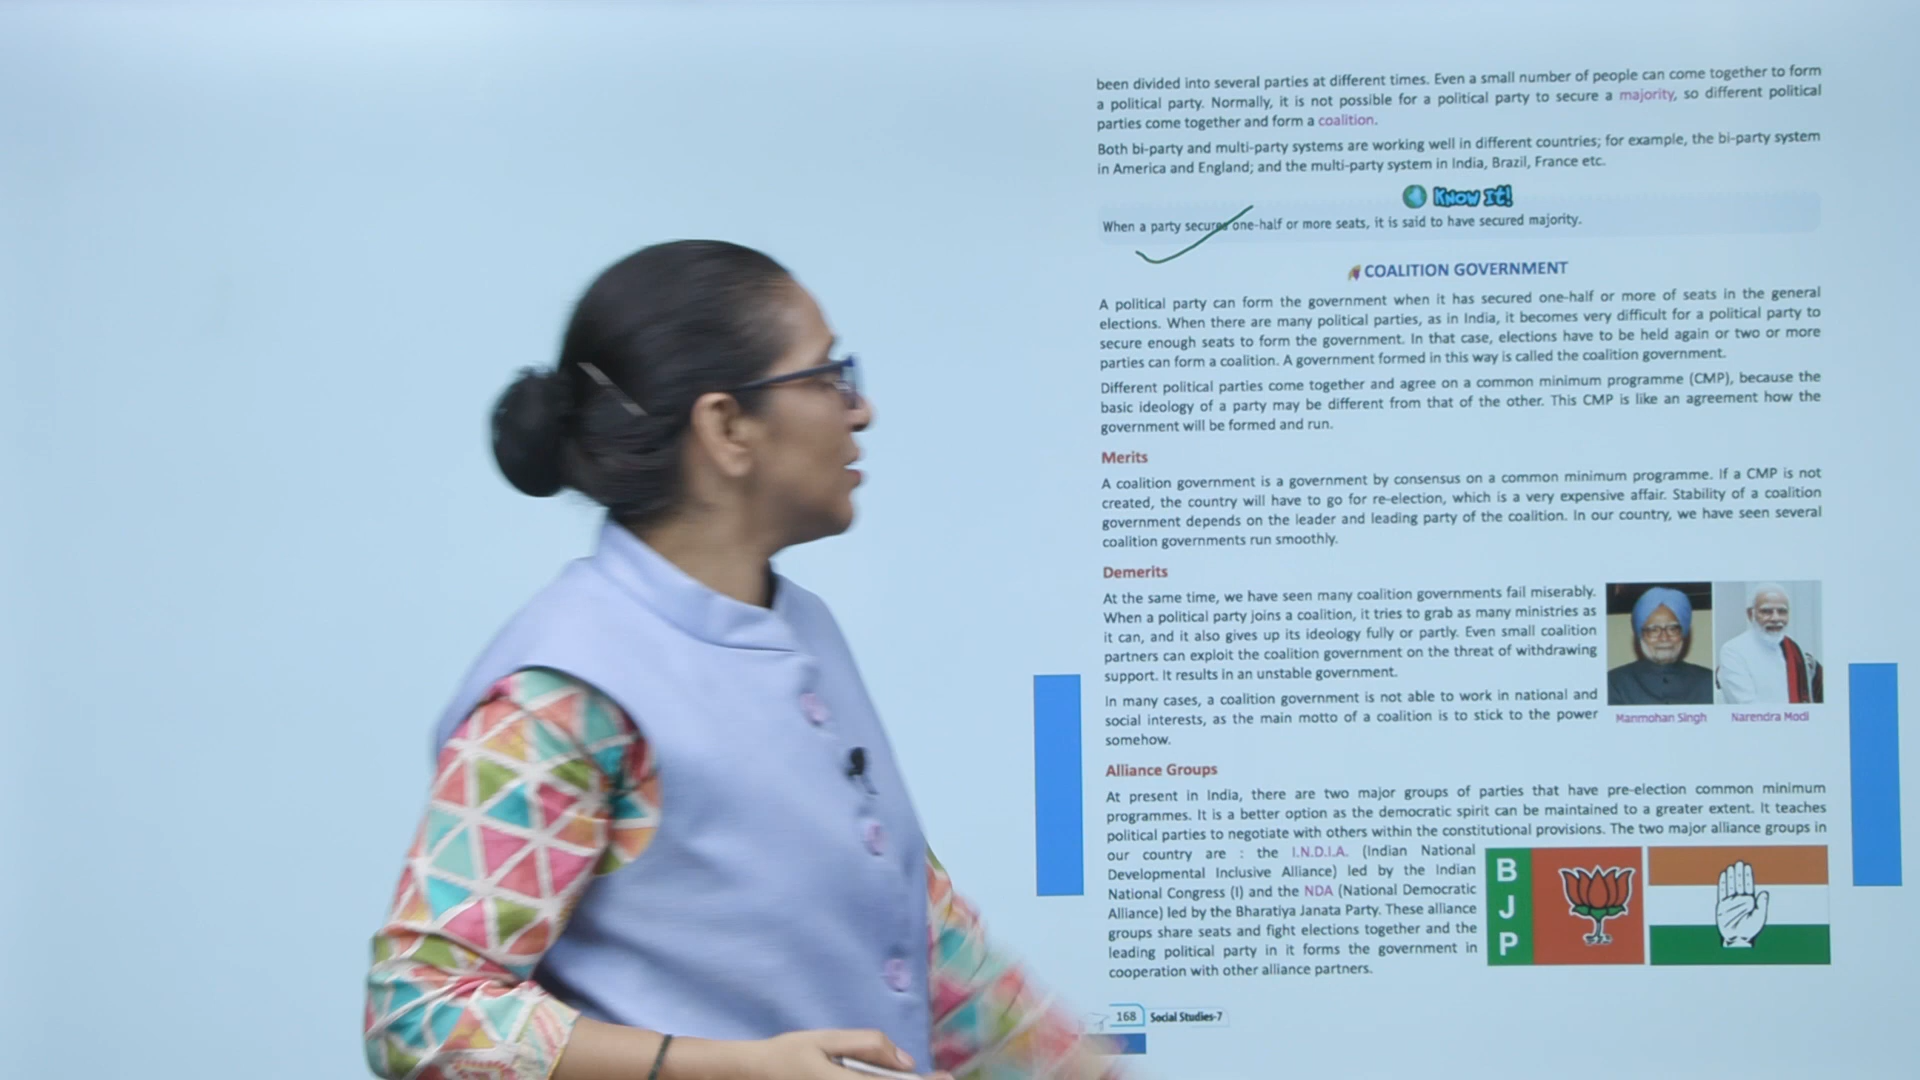 been divided into several parties at different times. Even a small number of people can come together to form
a political party. Normally, it is not possible for a political party to secure a majority, so different political
parties come together and form a coalition.
Both bi-party and multi-party systems are working well in different countries; for example, the bi-party system
in America and England; and the multi-party system in India, Brazil, France etc.
KNOW IT!
When a party secures one-half or more seats, it is said to have secured majority.
COALITION GOVERNMENT
A political party can form the government when it has secured one-half or more of seats in the general
elections. When there are many political parties, as in India, it becomes very difficult for a political party to
secure enough seats to form the government. In that case, elections have to be held again or two or more
parties can form a coalition. A government formed in this way is called the coalition government.
Different political parties come together and agree on a common minimum programme (CMP), because the
basic ideology of a party may be different from that of the other. This CMP is like an agreement how the
government will be formed and run.
Merits
A coalition government is a government by consensus on a common minimum programme. If a CMP is not
created, the country will have to go for re-election, which is a very expensive affair. Stability of a coalition
government depends on the leader and leading party of the coalition. In our country, we have seen several
coalition governments run smoothly.
Demerits
At the same time, we have seen many coalition governments fail miserably.
When a political party joins a coalition, it tries to grab as many ministries as
it can, and it also gives up its ideology fully or partly. Even small coalition
partners can exploit the coalition government on the threat of withdrawing
support. It results in an unstable government.
In many cases, a coalition government is not able to work in national and
social interests, as the main motto of a coalition is to stick to the power
somehow.
Manmohan Singh Narendra Modi
Alliance Groups
At present in India, there are two major groups of parties that have pre-election common minimum
programmes. It is a better option as the democratic spirit can be maintained to a greater extent. It teaches
political parties to negotiate with others within the constitutional provisions. The two major alliance groups in
our country are : the I.N.D.I.A. (Indian National
Developmental Inclusive Alliance) led by the Indian
National Congress (I) and the NDA (National Democratic
Alliance) led by the Bharatiya Janata Party. These alliance
groups share seats and fight elections together and the
leading political party in it forms the government in
cooperation with other alliance partners.
B
J
P
168 Social Studies-7